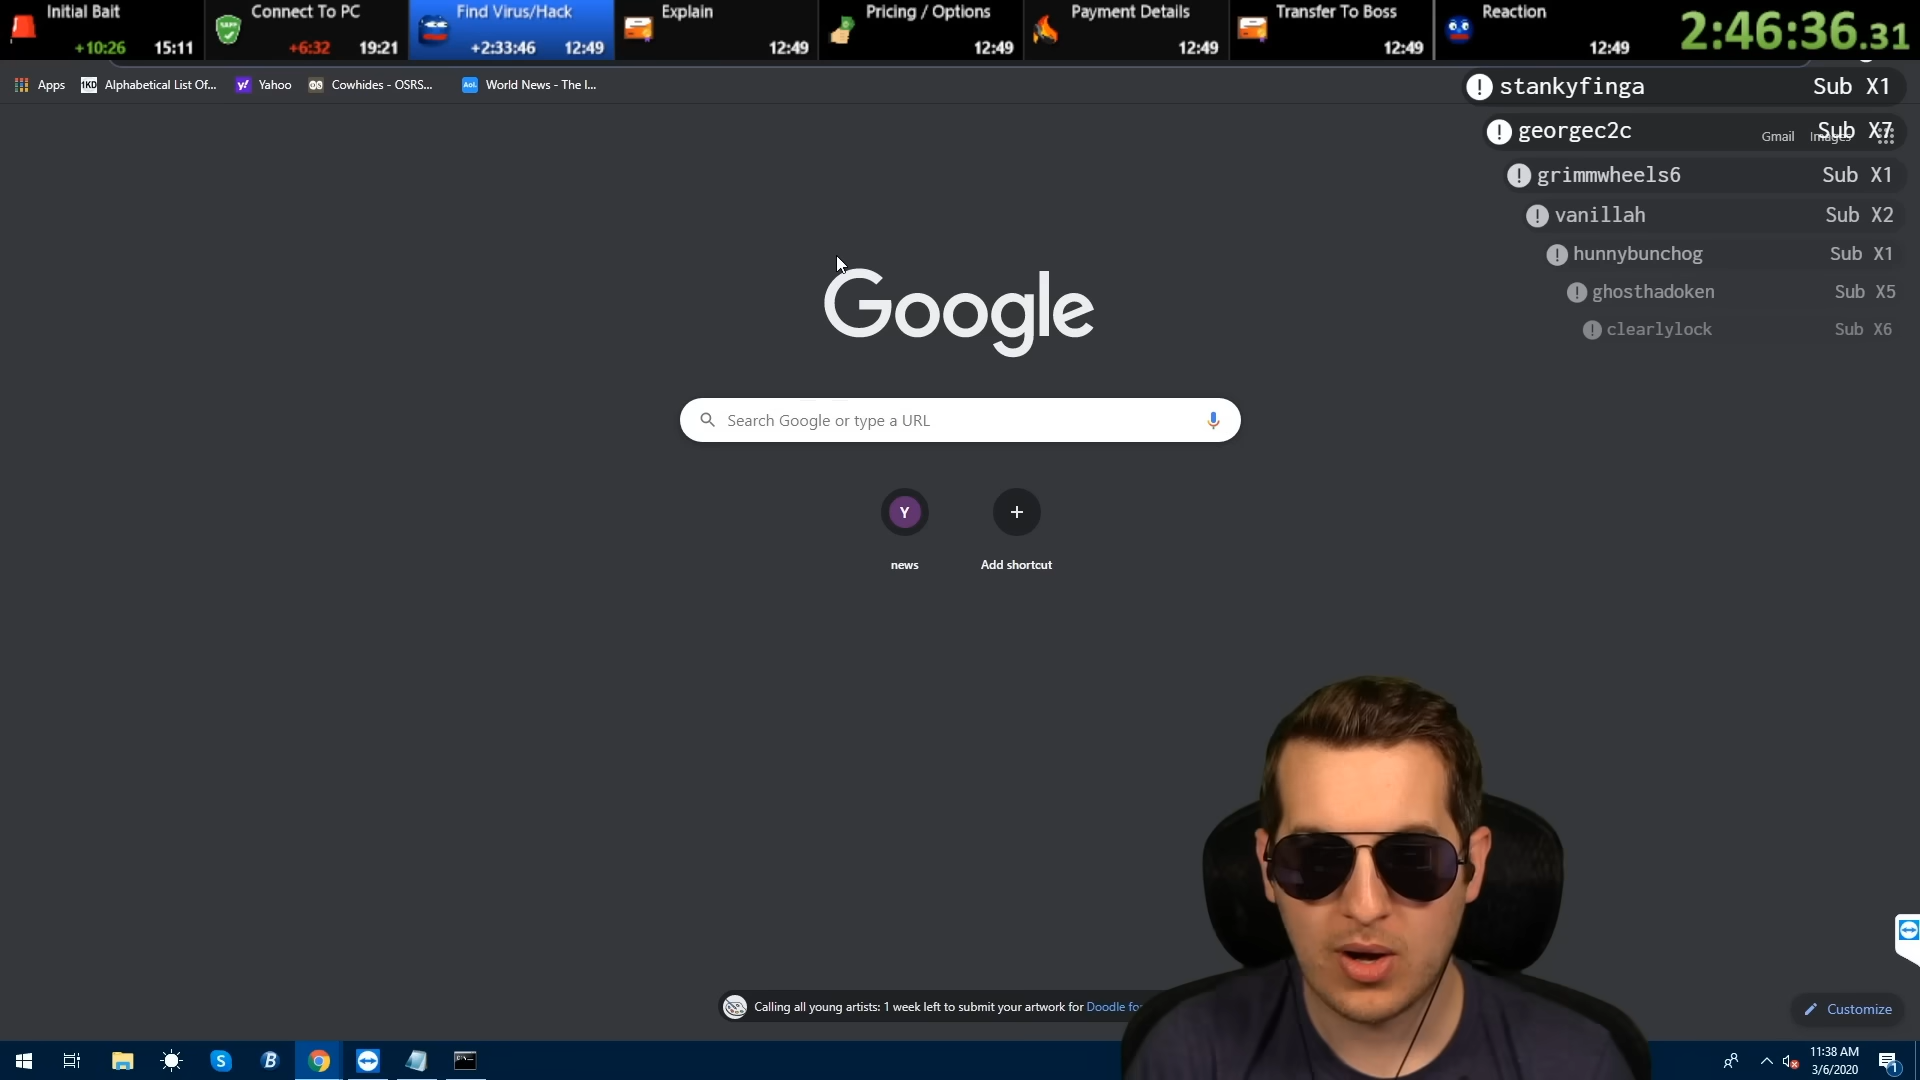 Initial Bait
+10:26 15:11
Connect To PC
+6:32 19:21
Find Virus/Hack
+2:33:46 12:49
Explain
12:49
Pricing / Options
12:49
Payment Details
12:49
Transfer To Boss
12:49
Reaction
12:49
2:46:36.31
Apps
1KD Alphabetical List Of...
y! Yahoo
Cowhides - OSRS...
Aol. World News - The I...
! stankyfinga Sub X1
! georgec2c Sub X7
Gmail Images
! grimmwheels6 Sub X1
! vanillah Sub X2
! hunnybunchog Sub X1
! ghosthadoken Sub X5
! clearlylock Sub X6
Google
Search Google or type a URL
Y
news
Add shortcut
Calling all young artists: 1 week left to submit your artwork for Doodle for
Customize
S
B
11:38 AM
3/6/2020
1